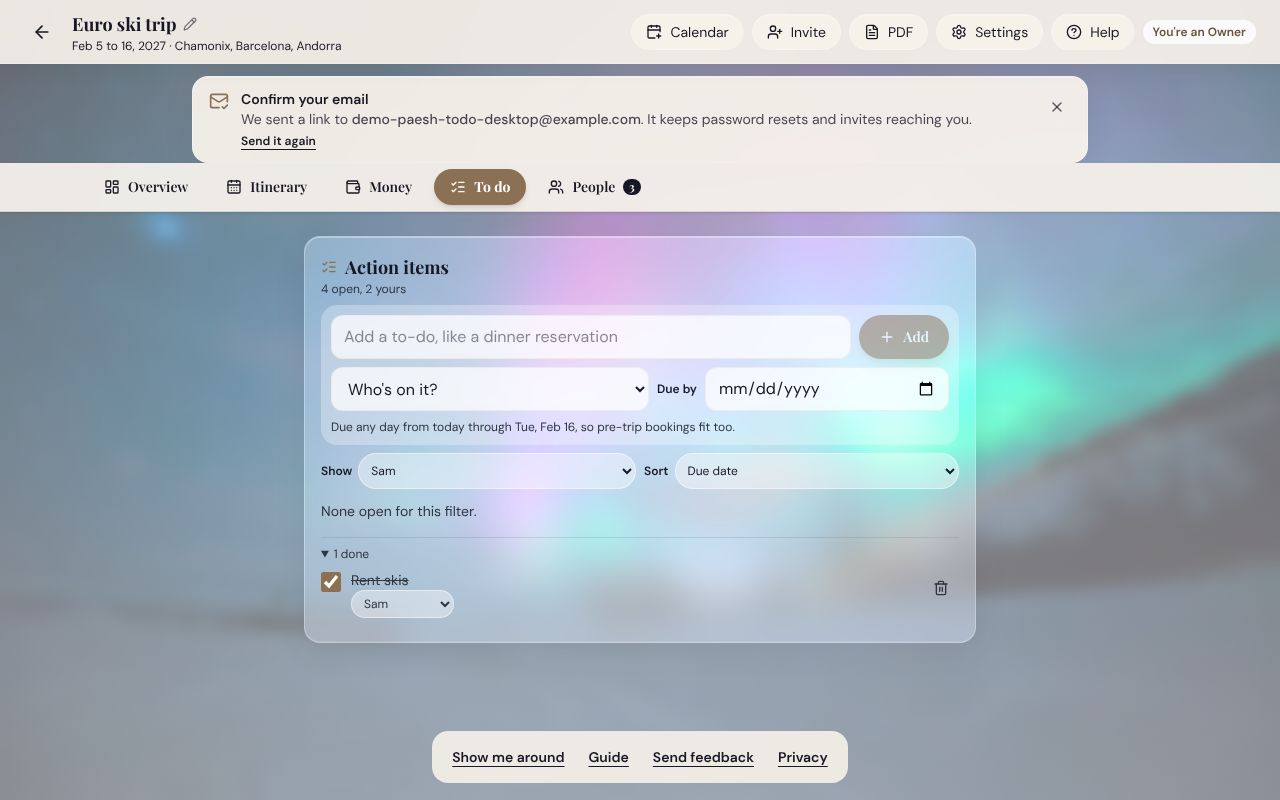 Euro ski trip
Feb 5 to 16, 2027 · Chamonix, Barcelona, Andorra
Calendar
Invite
PDF
Settings
Help
You're an Owner
Confirm your email
We sent a link to demo-paesh-todo-desktop@example.com. It keeps password resets and invites reaching you.
Send it again
Overview
Itinerary
Money
To do
People 3
Action items
4 open, 2 yours
Add a to-do, like a dinner reservation
Add
Who's on it?
Due by
mm/dd/yyyy
Due any day from today through Tue, Feb 16, so pre-trip bookings fit too.
Show
Sam
Sort
Due date
None open for this filter.
1 done
Rent skis
Sam
Show me around
Guide
Send feedback
Privacy